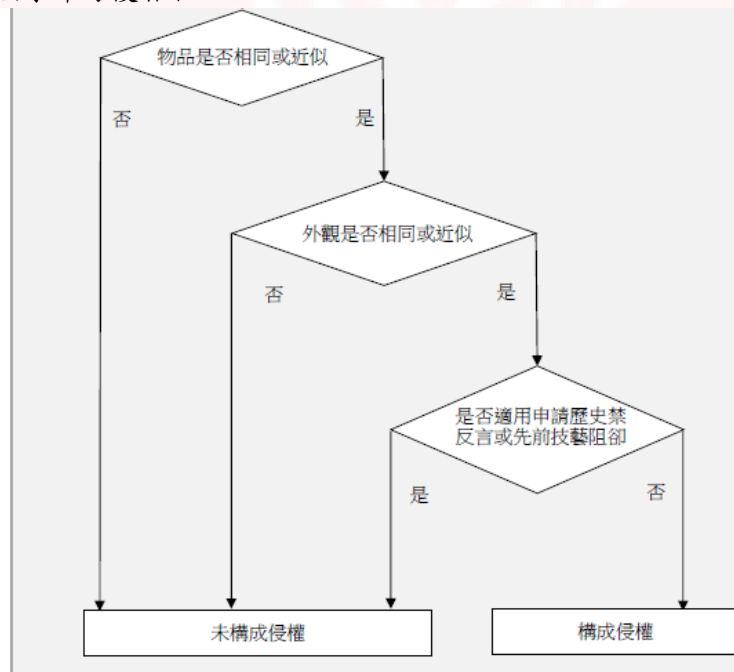 物品是否相同或近似
否
是
外觀是否相同或近似
否
是
是否適用申請歷史禁
反言或先前技藝阻卻
是
否
未構成侵權
構成侵權